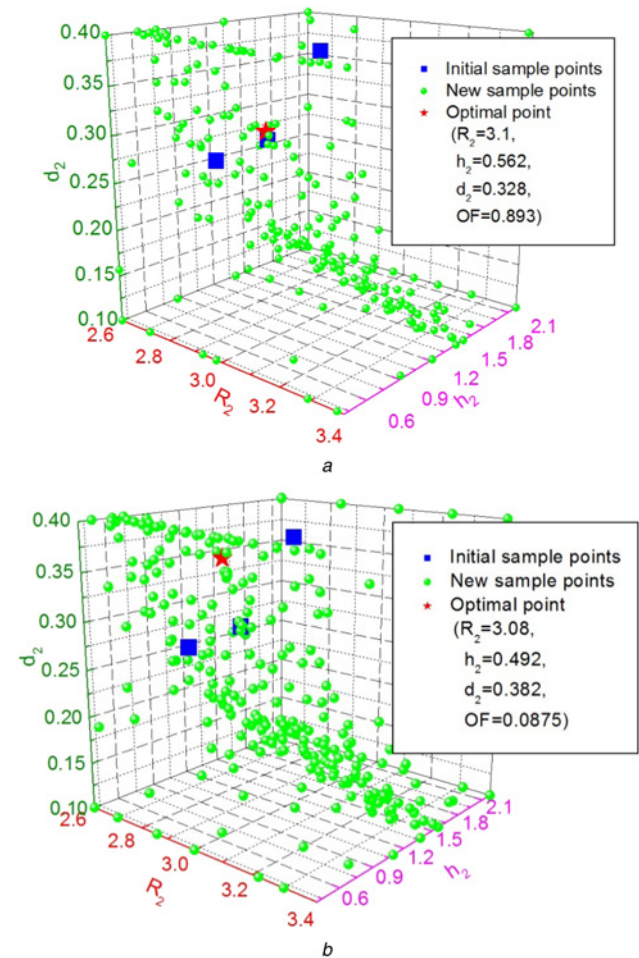 0.40
0.35
0.30
0.25
0.20
0.15
0.10
d₂
2.6
2.8
3.0
3.2
3.4
R₂
0.6
0.9
1.2
1.5
1.8
2.1
h₂
Initial sample points
New sample points
Optimal point
(R₂=3.1,
h₂=0.562,
d₂=0.328,
OF=0.893)
a
0.40
0.35
0.30
0.25
0.20
0.15
0.10
d₂
2.6
2.8
3.0
3.2
3.4
R₂
0.6
0.9
1.2
1.5
1.8
2.1
h₂
Initial sample points
New sample points
Optimal point
(R₂=3.08,
h₂=0.492,
d₂=0.382,
OF=0.0875)
b